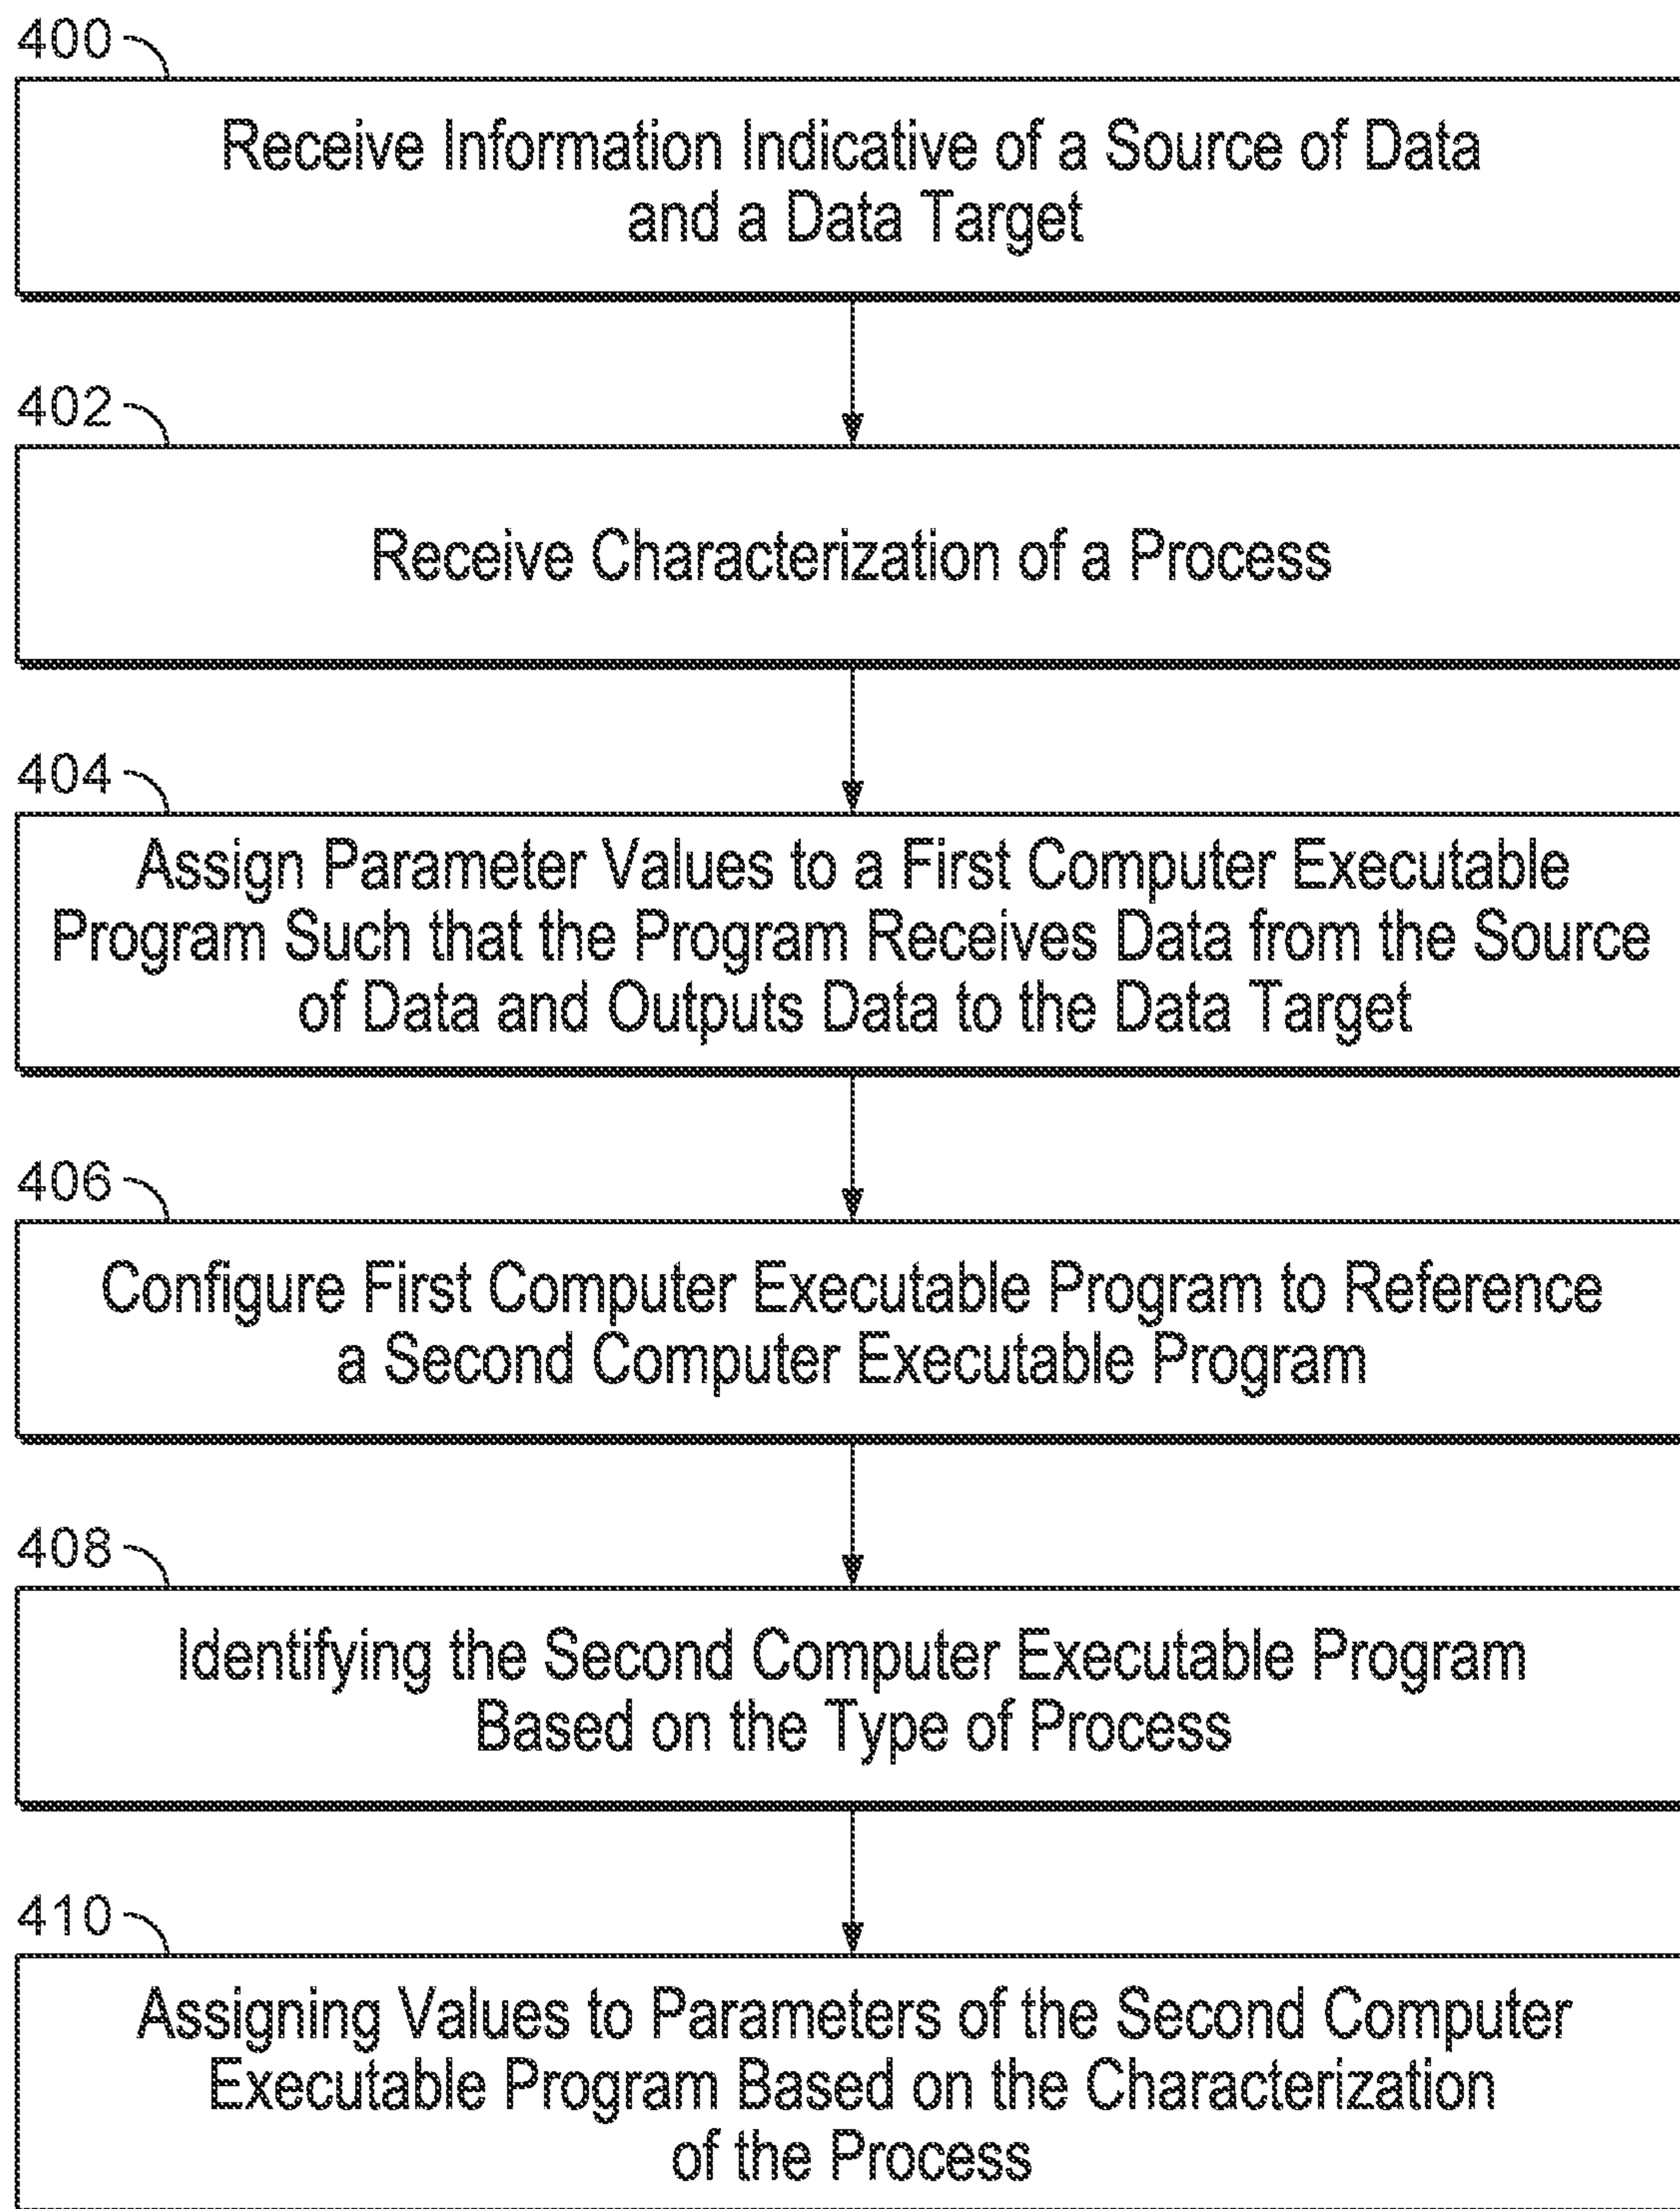 400
Receive Information Indicative of a Source of Data
and a Data Target
402
Receive Characterization of a Process
404
Assign Parameter Values to a First Computer Executable
Program Such that the Program Receives Data from the Source
of Data and Outputs Data to the Data Target
406
Configure First Computer Executable Program to Reference
a Second Computer Executable Program
408
Identifying the Second Computer Executable Program
Based on the Type of Process
410
Assigning Values to Parameters of the Second Computer
Executable Program Based on the Characterization
of the Process